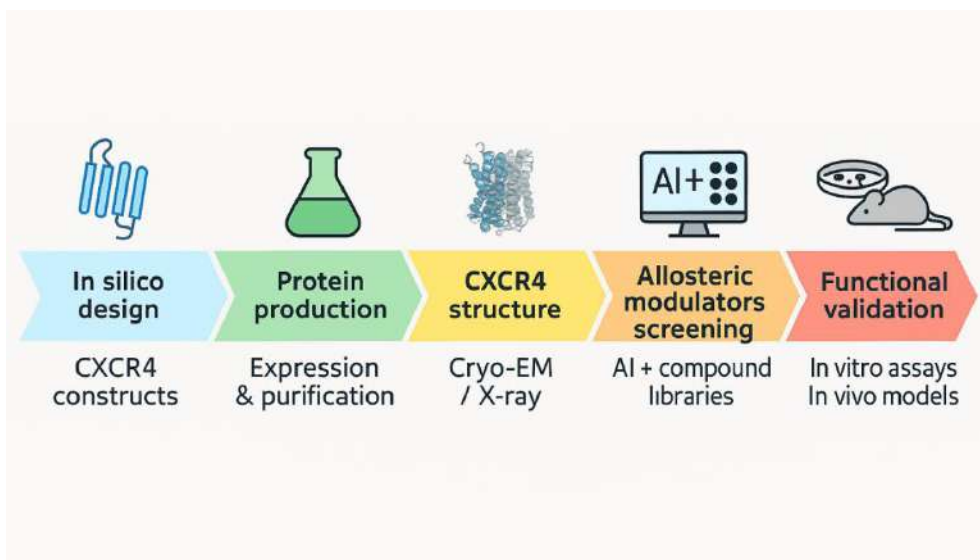 AI+
In silico
design
Protein
production
CXCR4
structure
Allosteric
modulators
screening
Functional
validation
CXCR4
constructs
Expression
& purification
Cryo-EM
/ X-ray
AI + compound
libraries
In vitro assays
In vivo models